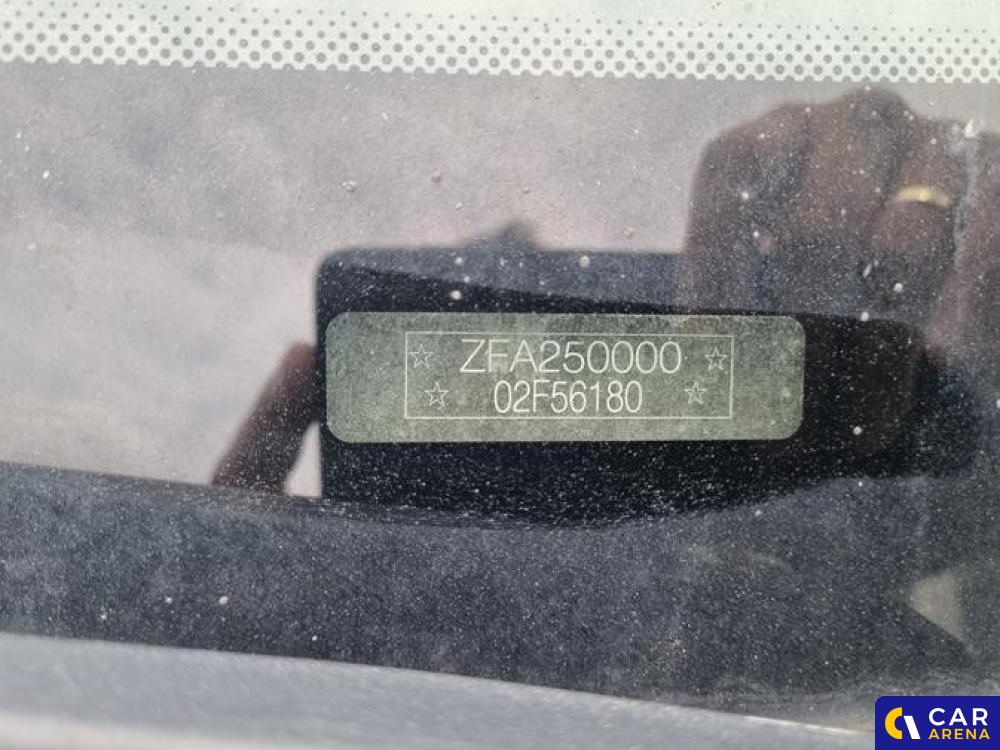 ☆ ZFA250000 ☆
☆ 02F56180 ☆
CAR
ARENA